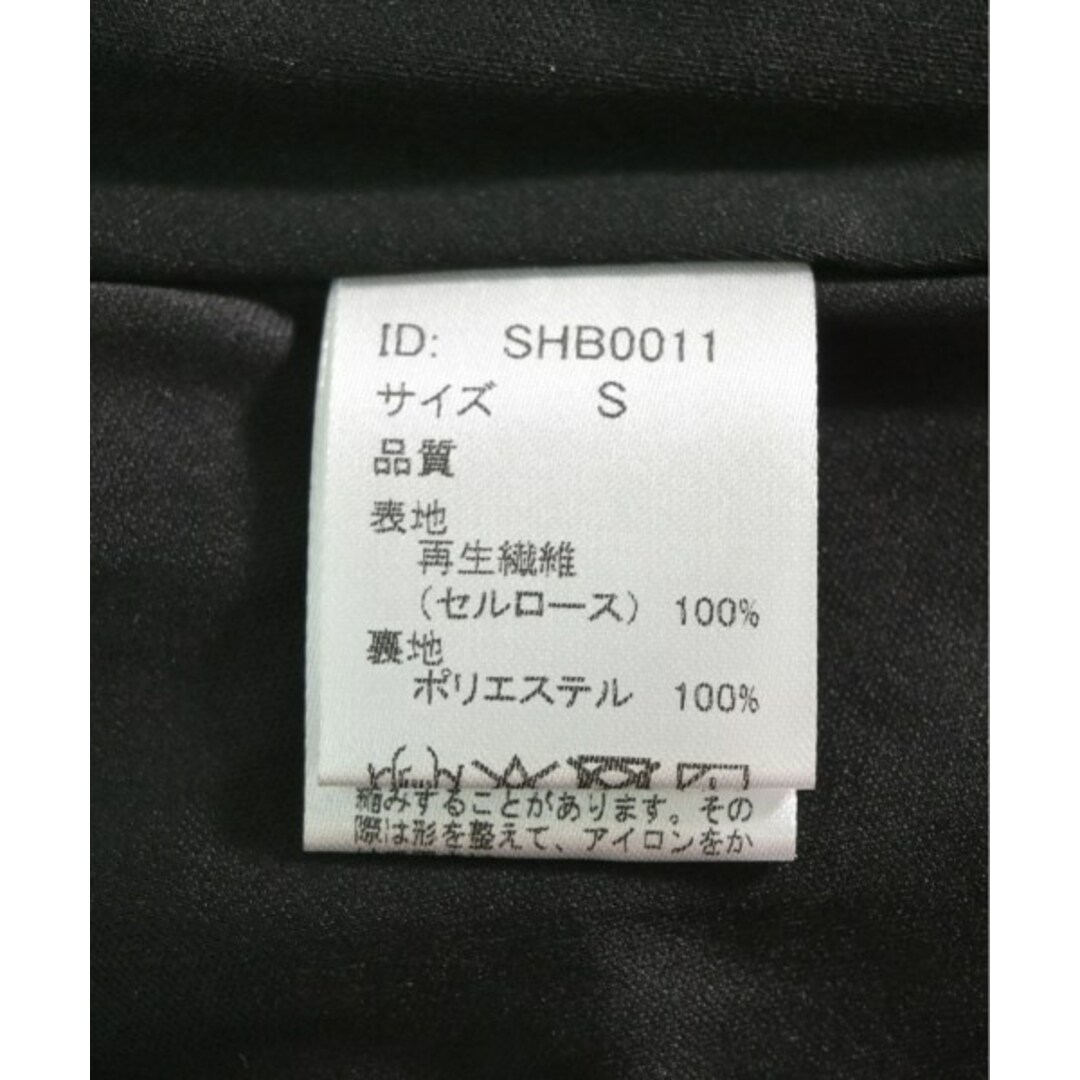 ID: SHB0011
サイズ S
品質
表地
再生繊維
(セルロース) 100%
裏地
ポリエステル 100%
縮みすることがあります。その
際は形を整えて、アイロンをか